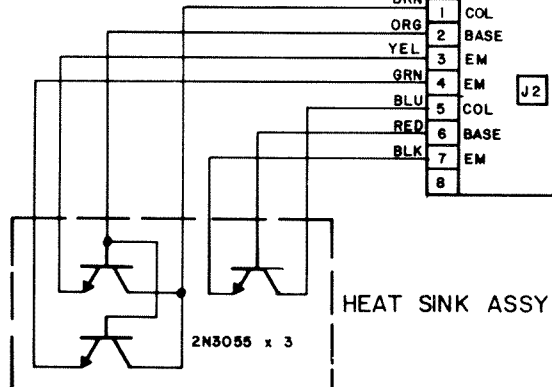 BRN 1 COL
ORG 2 BASE
YEL 3 EM
GRN 4 EM
J2
BLU 5 COL
RED 6 BASE
BLK 7 EM
8
HEAT SINK ASSY
2N3055 x 3